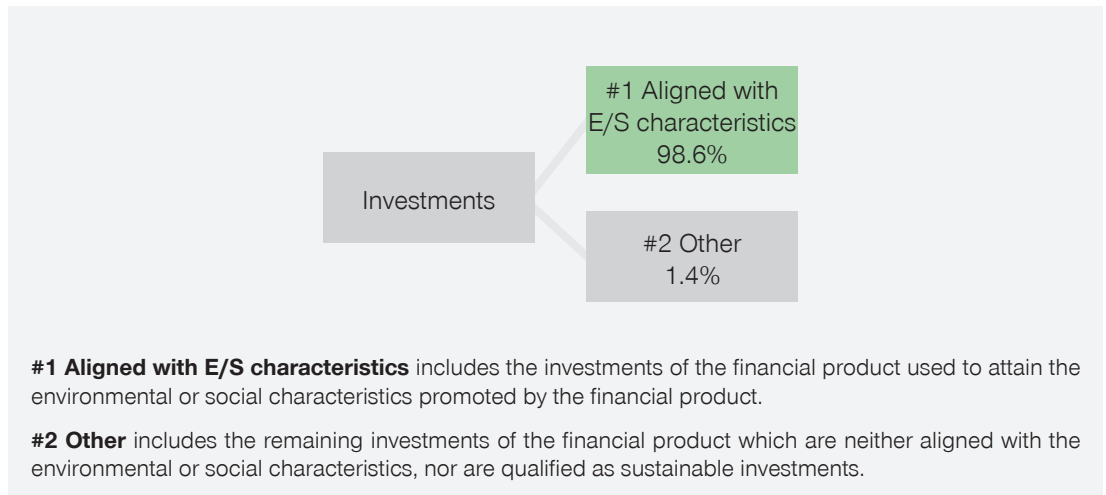 #1 Aligned with
E/S characteristics
98.6%
Investments
#2 Other
1.4%
#1 Aligned with E/S characteristics includes the investments of the financial product used to attain the
environmental or social characteristics promoted by the financial product.
#2 Other includes the remaining investments of the financial product which are neither aligned with the
environmental or social characteristics, nor are qualified as sustainable investments.